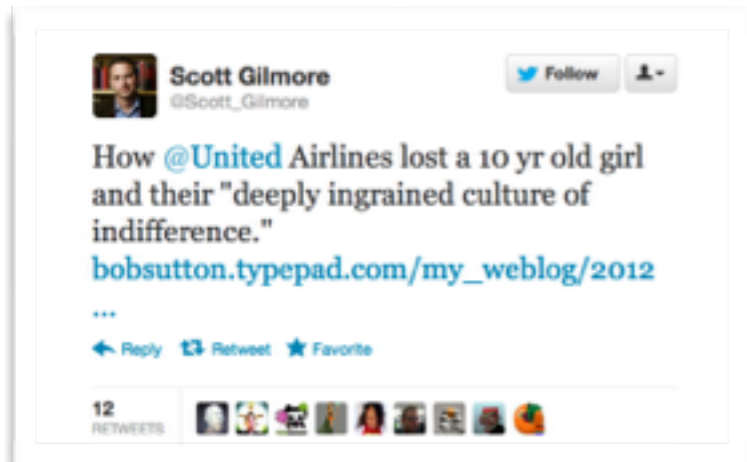 Scott Gilmore
@Scott_Gilmore
Follow
How @United Airlines lost a 10 yr old girl
and their "deeply ingrained culture of
indifference."
bobsutton.typepad.com/my_weblog/2012
...
Reply Retweet Favorite
12
RETWEETS